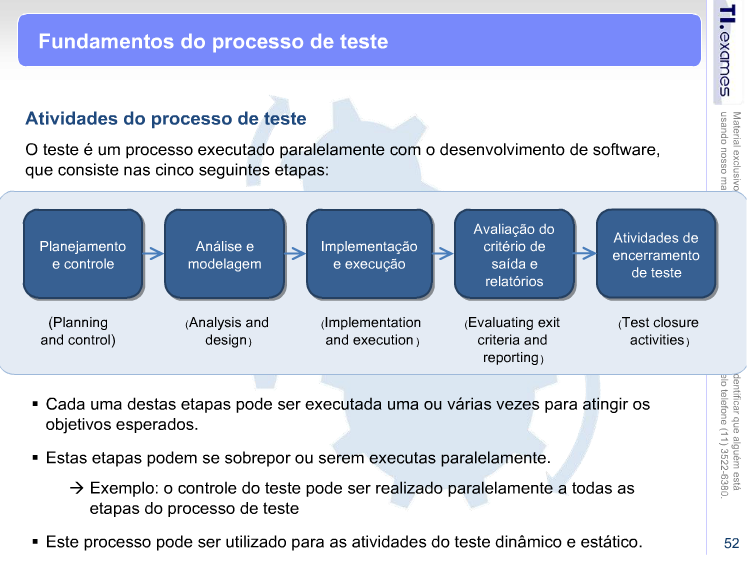 Fundamentos do processo de teste
TI.exames
Material exclusivo
usando nosso ma
Atividades do processo de teste
O teste é um processo executado paralelamente com o desenvolvimento de software,
que consiste nas cinco seguintes etapas:
Planejamento
e controle
Análise e
modelagem
Implementação
e execução
Avaliação do
critério de
saída e
relatórios
Atividades de
encerramento
de teste
(Planning
and control)
(Analysis and
design)
(Implementation
and execution)
(Evaluating exit
criteria and
reporting)
(Test closure
activities)
dentificar que alguém está
elo telefone (11) 3522-6380.
▪ Cada uma destas etapas pode ser executada uma ou várias vezes para atingir os
objetivos esperados.
▪ Estas etapas podem se sobrepor ou serem executas paralelamente.
→ Exemplo: o controle do teste pode ser realizado paralelamente a todas as
etapas do processo de teste
▪ Este processo pode ser utilizado para as atividades do teste dinâmico e estático.
52